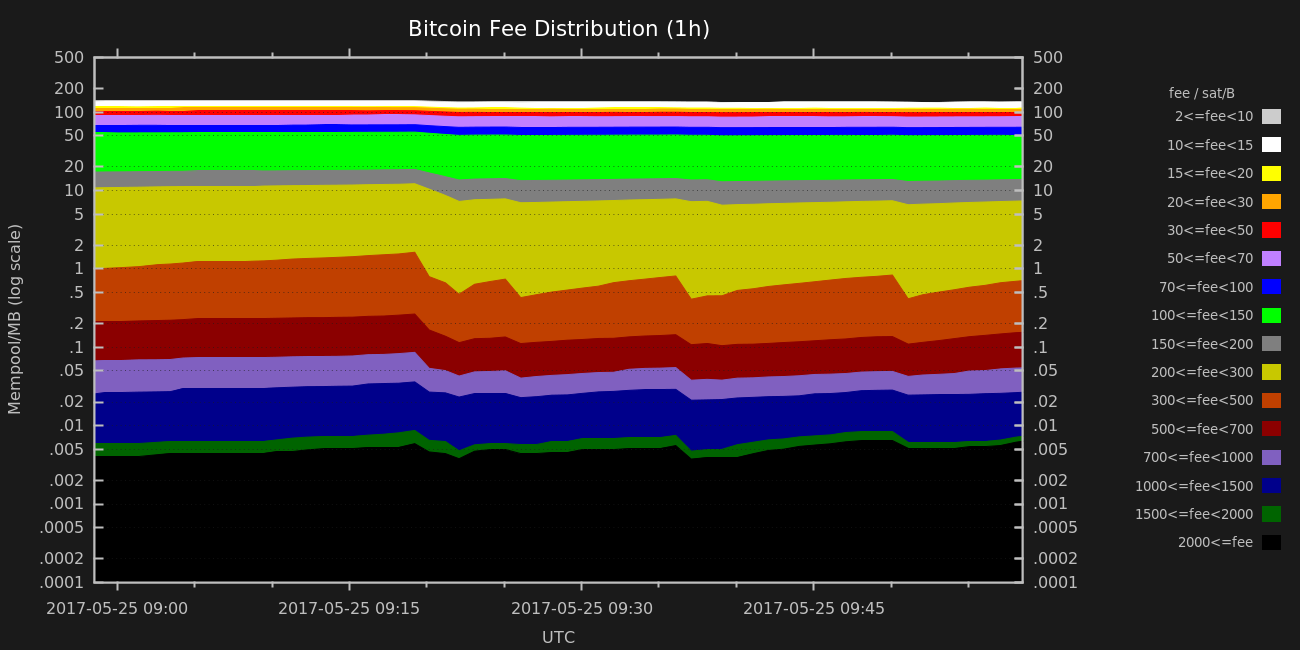 Bitcoin Fee Distribution (1h)
500
200
100
50
20
10
5
2
1
.5
.2
.1
.05
.02
.01
.005
.002
.001
.0005
.0002
.0001
Mempool/MB (log scale)
500
200
100
50
20
10
5
2
1
.5
.2
.1
.05
.02
.01
.005
.002
.001
.0005
.0002
.0001
2017-05-25 09:00
2017-05-25 09:15
2017-05-25 09:30
2017-05-25 09:45
UTC
fee / sat/B
2<=fee<10
10<=fee<15
15<=fee<20
20<=fee<30
30<=fee<50
50<=fee<70
70<=fee<100
100<=fee<150
150<=fee<200
200<=fee<300
300<=fee<500
500<=fee<700
700<=fee<1000
1000<=fee<1500
1500<=fee<2000
2000<=fee